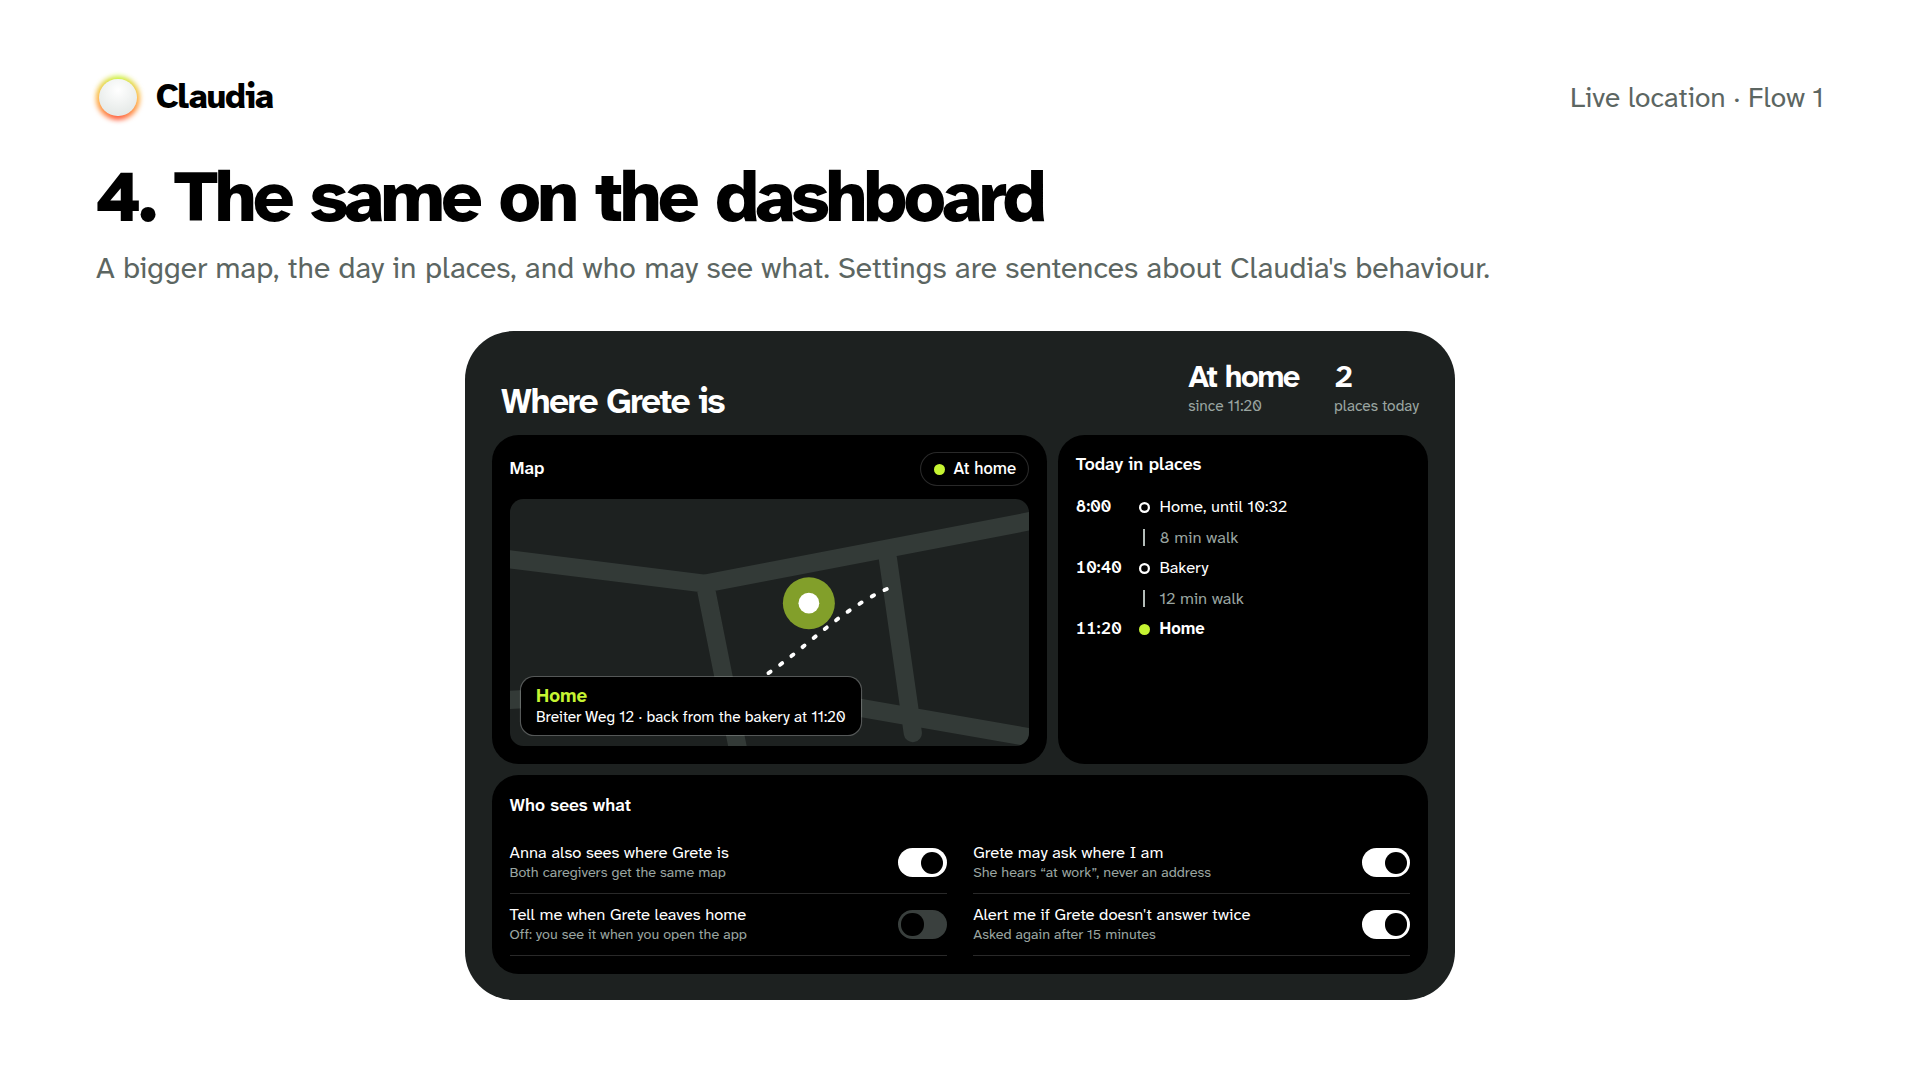 Claudia
Live location · Flow 1
4. The same on the dashboard
A bigger map, the day in places, and who may see what. Settings are sentences about Claudia's behaviour.
Where Grete is
At home
since 11:20
2
places today
Map
At home
Home
Breiter Weg 12 · back from the bakery at 11:20
Today in places
8:00 Home, until 10:32
8 min walk
10:40 Bakery
12 min walk
11:20 Home
Who sees what
Anna also sees where Grete is
Both caregivers get the same map
Grete may ask where I am
She hears “at work”, never an address
Tell me when Grete leaves home
Off: you see it when you open the app
Alert me if Grete doesn't answer twice
Asked again after 15 minutes